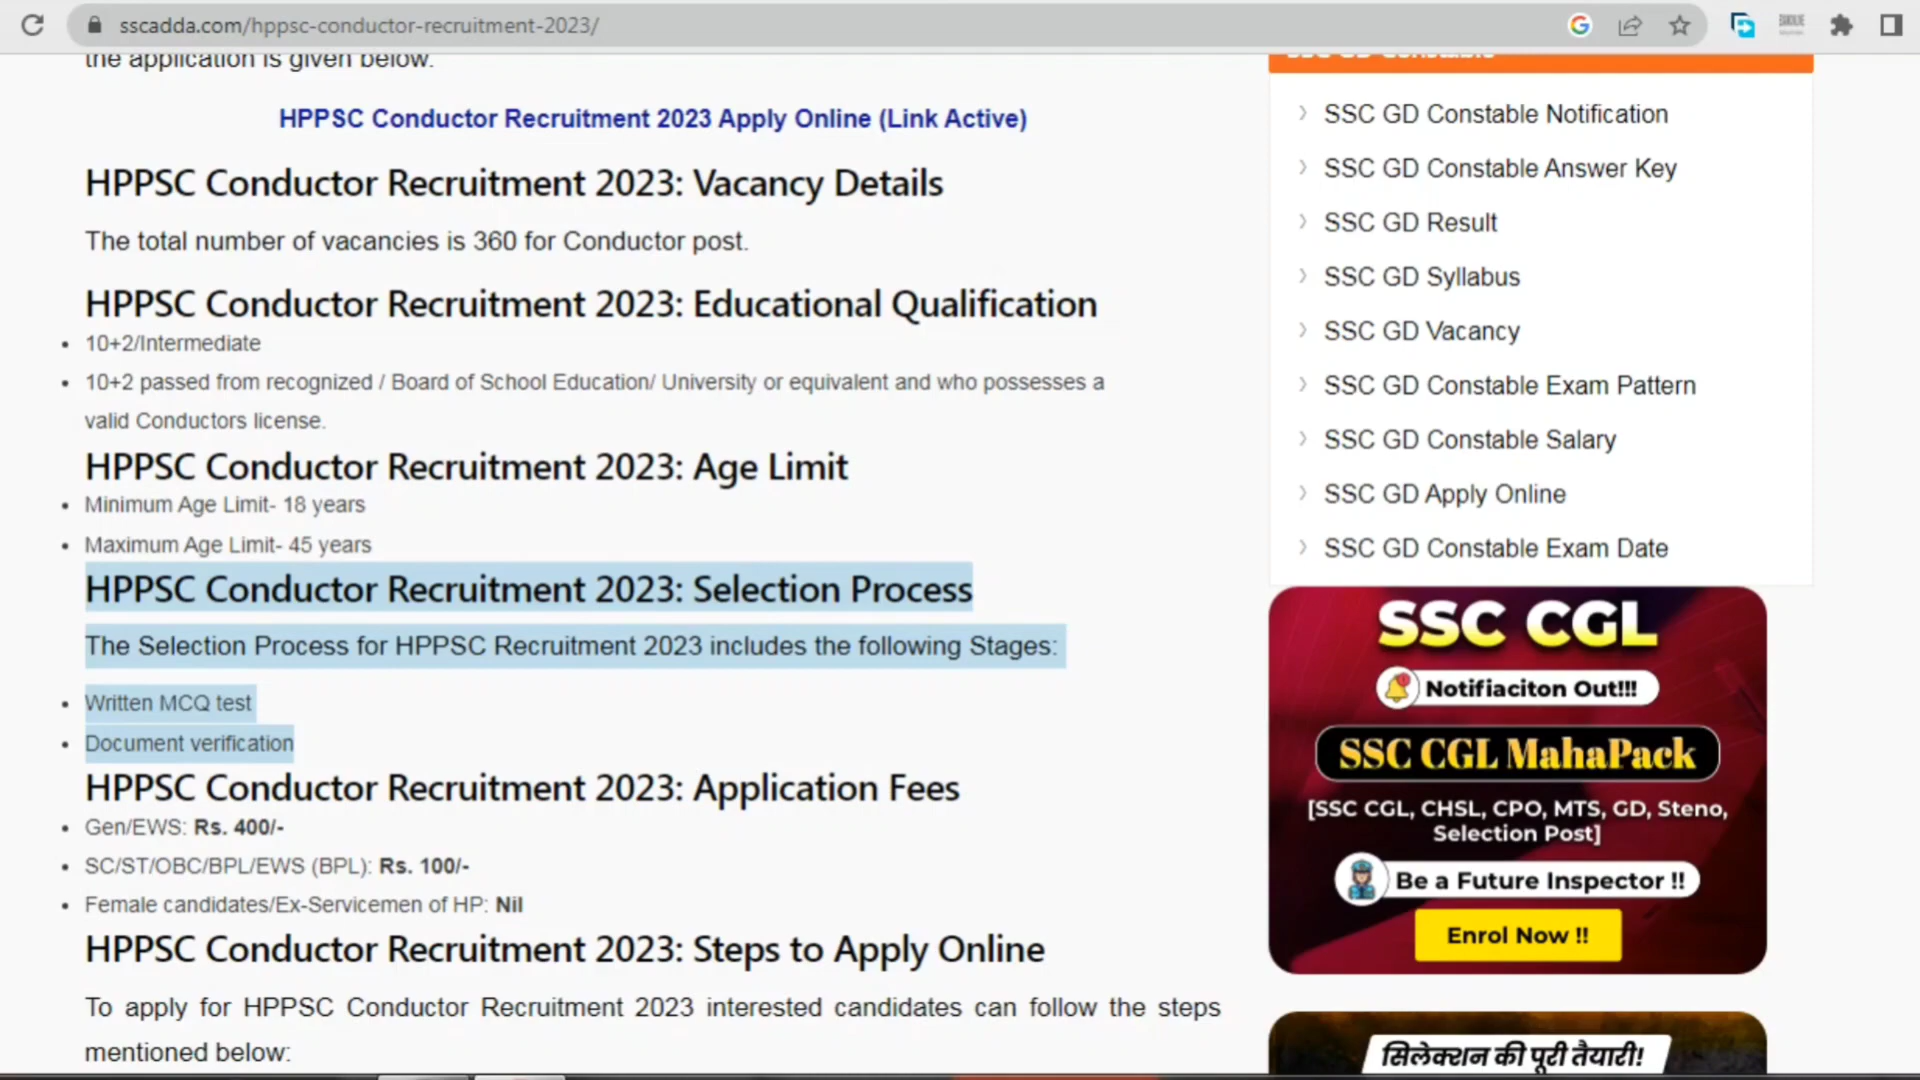 sscadda.com/hppsc-conductor-recruitment-2023/
the application is given below.
HPPSC Conductor Recruitment 2023 Apply Online (Link Active)
HPPSC Conductor Recruitment 2023: Vacancy Details
The total number of vacancies is 360 for Conductor post.
HPPSC Conductor Recruitment 2023: Educational Qualification
• 10+2/Intermediate
• 10+2 passed from recognized / Board of School Education/ University or equivalent and who possesses a
valid Conductors license.
HPPSC Conductor Recruitment 2023: Age Limit
• Minimum Age Limit- 18 years
• Maximum Age Limit- 45 years
HPPSC Conductor Recruitment 2023: Selection Process
The Selection Process for HPPSC Recruitment 2023 includes the following Stages:
• Written MCQ test
• Document verification
HPPSC Conductor Recruitment 2023: Application Fees
• Gen/EWS: Rs. 400/-
• SC/ST/OBC/BPL/EWS (BPL): Rs. 100/-
• Female candidates/Ex-Servicemen of HP: Nil
HPPSC Conductor Recruitment 2023: Steps to Apply Online
To apply for HPPSC Conductor Recruitment 2023 interested candidates can follow the steps
mentioned below:
SSC GD Constable
SSC GD Constable Notification
SSC GD Constable Answer Key
SSC GD Result
SSC GD Syllabus
SSC GD Vacancy
SSC GD Constable Exam Pattern
SSC GD Constable Salary
SSC GD Apply Online
SSC GD Constable Exam Date
SSC CGL
Notifiaciton Out!!!
SSC CGL MahaPack
[SSC CGL, CHSL, CPO, MTS, GD, Steno,
Selection Post]
Be a Future Inspector !!
Enrol Now !!
सिलेक्शन की पूरी तैयारी!